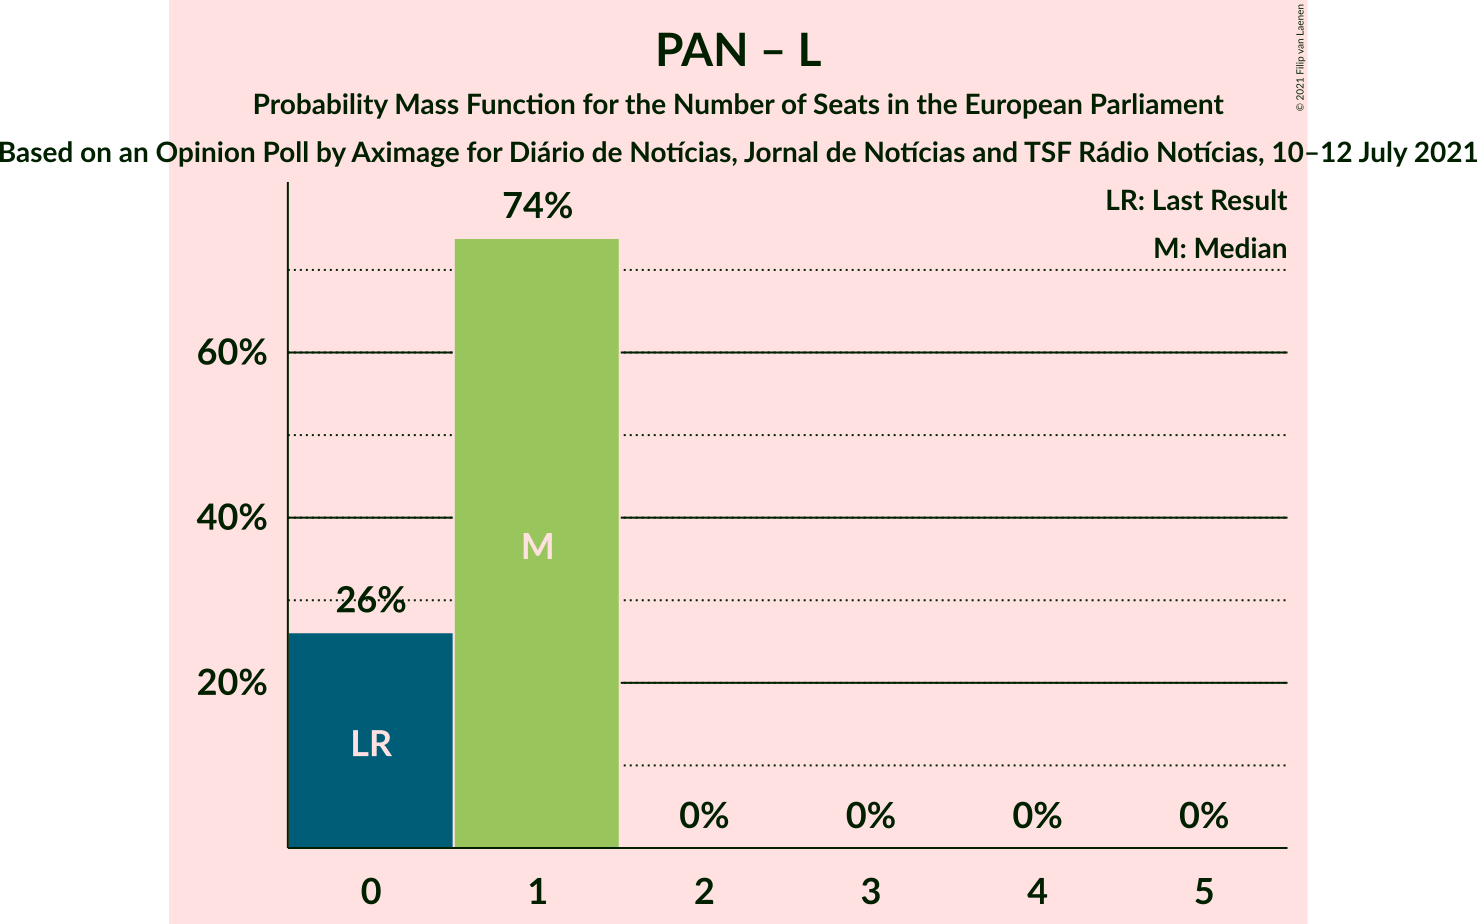 PAN – L
Probability Mass Function for the Number of Seats in the European Parliament
Based on an Opinion Poll by Aximage for Diário de Notícias, Jornal de Notícias and TSF Rádio Notícias, 10–12 July 2021
© 2021 Filip van Laenen
LR: Last Result
M: Median
74%
60%
40%
M
26%
20%
LR
0% 0% 0% 0%
0 1 2 3 4 5